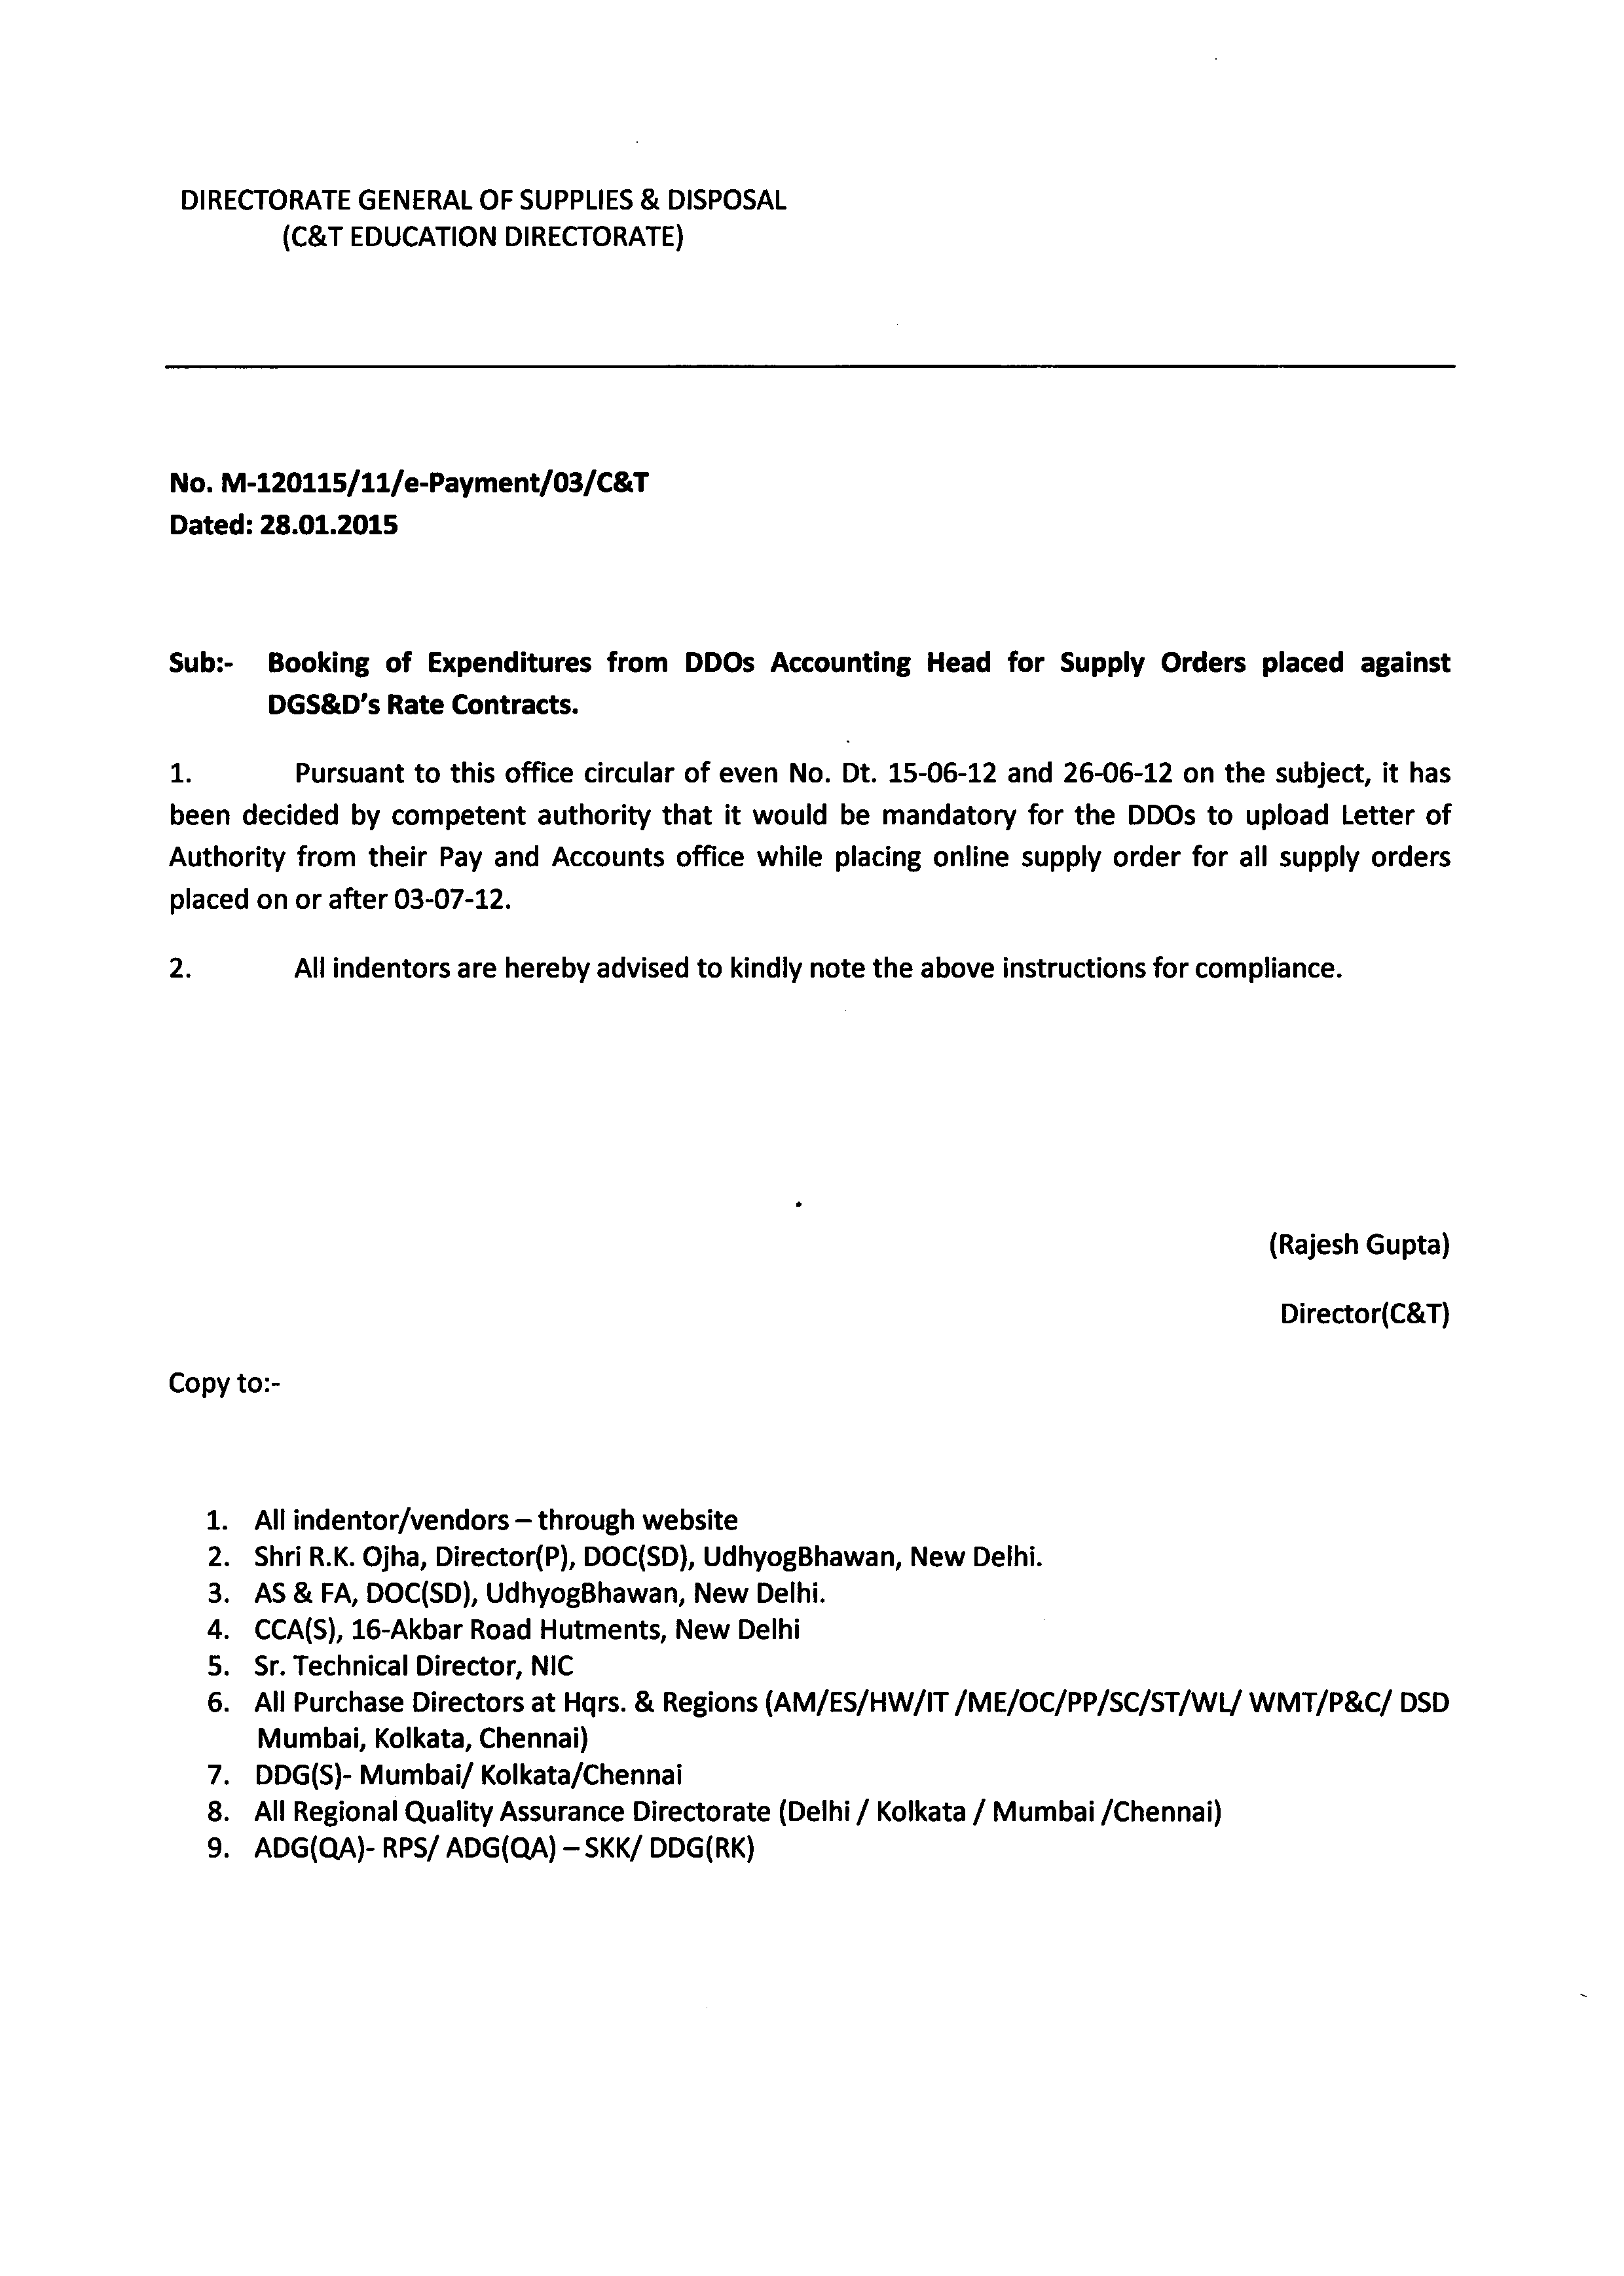 DIRECTORATE GENERAL OF SUPPLIES & DISPOSAL
(C&T EDUCATION DIRECTORATE)
No. M-120115/11/e-Payment/03/C&T
Dated: 28.01.2015
Sub:- Booking of Expenditures from DDOs Accounting Head for Supply Orders placed against
DGS&D's Rate Contracts.
1. Pursuant to this office circular of even No. Dt. 15-06-12 and 26-06-12 on the subject, it has
been decided by competent authority that it would be mandatory for the DDOs to upload Letter of
Authority from their Pay and Accounts office while placing online supply order for all supply orders
placed on or after 03-07-12.
2. All indentors are hereby advised to kindly note the above instructions for compliance.
(Rajesh Gupta)
Director(C&T)
Copy to:-
1. All indentor/vendors – through website
2. Shri R.K. Ojha, Director(P), DOC(SD), UdhyogBhawan, New Delhi.
3. AS & FA, DOC(SD), UdhyogBhawan, New Delhi.
4. CCA(S), 16-Akbar Road Hutments, New Delhi
5. Sr. Technical Director, NIC
6. All Purchase Directors at Hqrs. & Regions (AM/ES/HW/IT /ME/OC/PP/SC/ST/WL/ WMT/P&C/ DSD
Mumbai, Kolkata, Chennai)
7. DDG(S)- Mumbai/ Kolkata/Chennai
8. All Regional Quality Assurance Directorate (Delhi / Kolkata / Mumbai /Chennai)
9. ADG(QA)- RPS/ ADG(QA) – SKK/ DDG(RK)